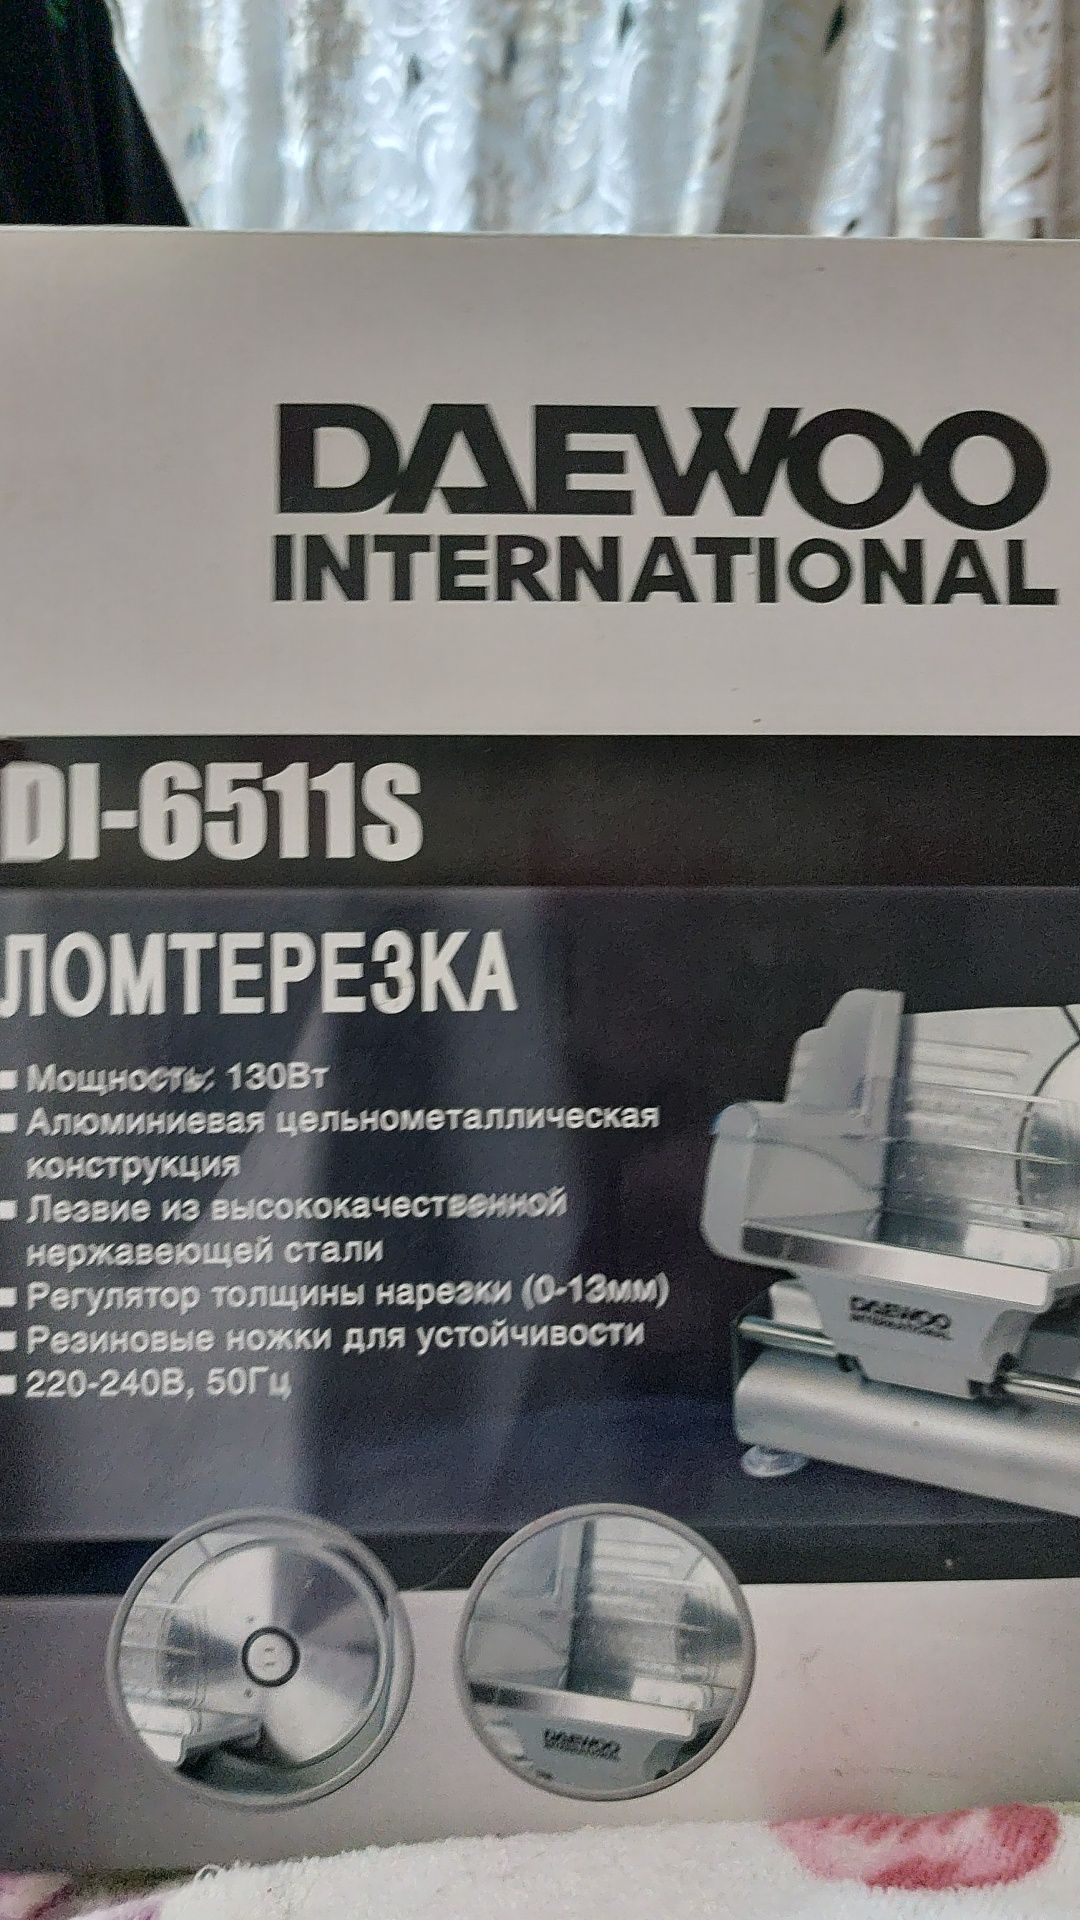 DAEWOO
INTERNATIONAL
DI-6511S
ЛОМТЕРЕЗКА
Мощность: 130Вт
Алюминиевая цельнометаллическая
конструкция
Лезвие из высококачественной
нержавеющей стали
Регулятор толщины нарезки (0-13мм)
Резиновые ножки для устойчивости
220-240В, 50Гц
DAEWOO
INTERNATIONAL
DAEWOO
INTERNATIONAL